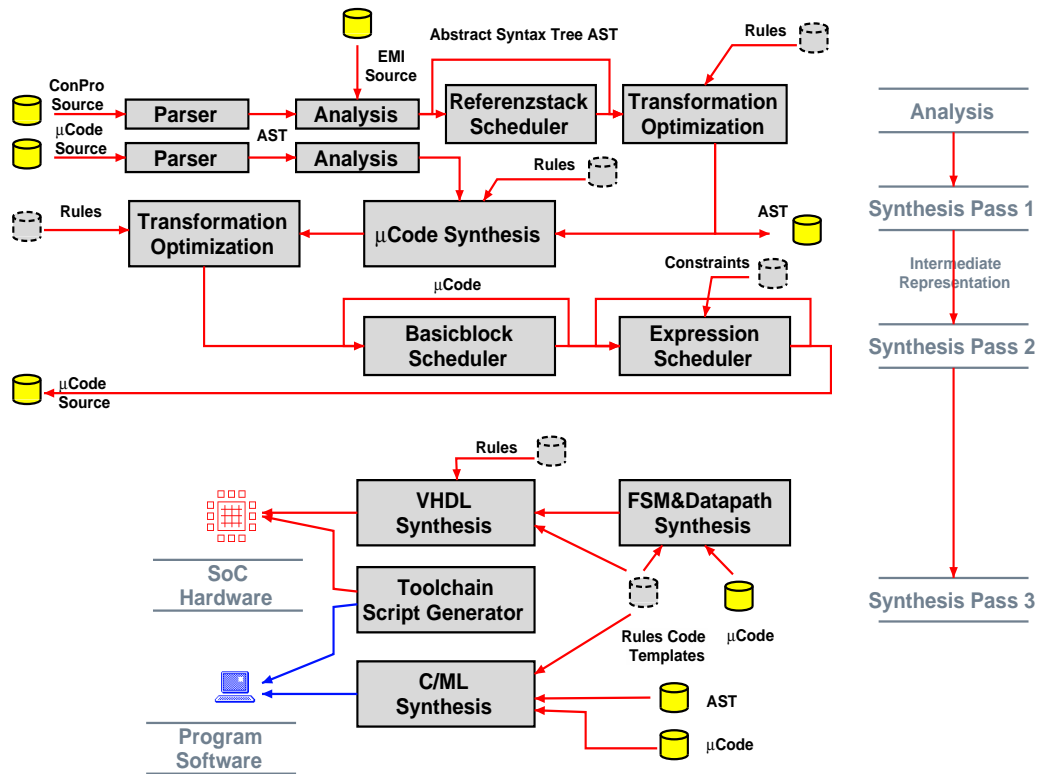 Abstract Syntax Tree AST
Rules
EMI
Source
ConPro
Source
Parser
Analysis
Referenzstack
Scheduler
Transformation
Optimization
Analysis
μCode
Source
AST
Parser
Analysis
Rules
Rules
Transformation
Optimization
μCode Synthesis
AST
Synthesis Pass 1
Constraints
Intermediate
Representation
μCode
Basicblock
Scheduler
Expression
Scheduler
Synthesis Pass 2
μCode
Source
Rules
VHDL
Synthesis
FSM&Datapath
Synthesis
SoC
Hardware
Toolchain
Script Generator
Synthesis Pass 3
Rules Code
Templates
μCode
C/ML
Synthesis
AST
Program
Software
μCode